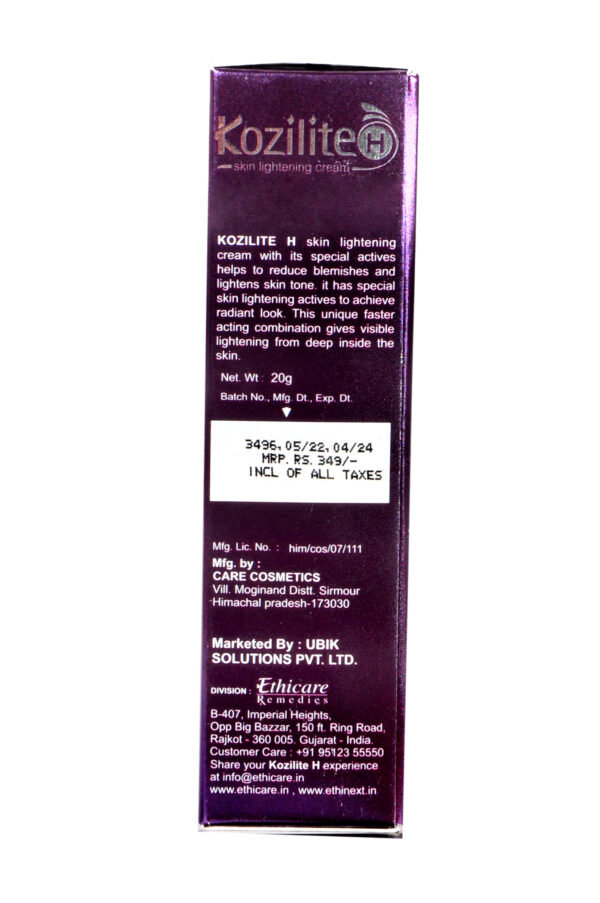 Kozilite H
skin lightening cream
KOZILITE H skin lightening
cream with its special actives
helps to reduce blemishes and
lightens skin tone. it has special
skin lightening actives to achieve
radiant look. This unique faster
acting combination gives visible
lightening from deep inside the
skin.
Net. Wt : 20g
Batch No., Mfg. Dt., Exp. Dt.
3496, 05/22, 04/24
MRP. RS. 349/-
INCL OF ALL TAXES
Mfg. Lic. No. : him/cos/07/111
Mfg. by :
CARE COSMETICS
Vill. Moginand Distt. Sirmour
Himachal pradesh-173030
Marketed By : UBIK
SOLUTIONS PVT. LTD.
DIVISION : Ethicare
Remedies
B-407, Imperial Heights,
Opp Big Bazzar, 150 ft. Ring Road,
Rajkot - 360 005. Gujarat - India.
Customer Care : +91 95123 55550
Share your Kozilite H experience
at info@ethicare.in
www.ethicare.in , www.ethinext.in